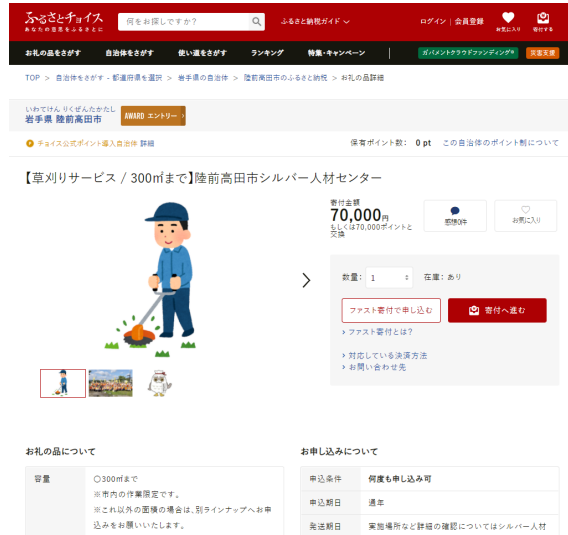 ふるさとチョイス
あなたの意思をふるさとに
何をお探しですか?
ふるさと納税ガイド
ログイン | 会員登録
お気に入り
寄付する
お礼の品をさがす
自治体をさがす
使い道をさがす
ランキング
特集・キャンペーン
ガバメントクラウドファンディング®
災害支援
TOP > 自治体をさがす - 都道府県を選択 > 岩手県の自治体 > 陸前高田市のふるさと納税 > お礼の品詳細
いわてけん りくぜんたかたし
岩手県 陸前高田市
AWARD エントリー
チョイス公式ポイント導入自治体 詳細
保有ポイント数: 0 pt この自治体のポイント制について
【草刈りサービス / 300㎡まで】陸前高田市シルバー人材センター
寄付金額
70,000円
もしくは70,000ポイントと
交換
感想0件
お気に入り
数量: 1 在庫: あり
ファスト寄付で申し込む
寄付へ進む
ファスト寄付とは?
対応している決済方法
お問い合わせ先
お礼の品について
容量
○300㎡まで
※市内の作業限定です。
※これ以外の面積の場合は、別ラインナップへお申
込みをお願いいたします。
お申し込みについて
申込条件 何度も申し込み可
申込期日 通年
発送期日 実施場所など詳細の確認についてはシルバー人材